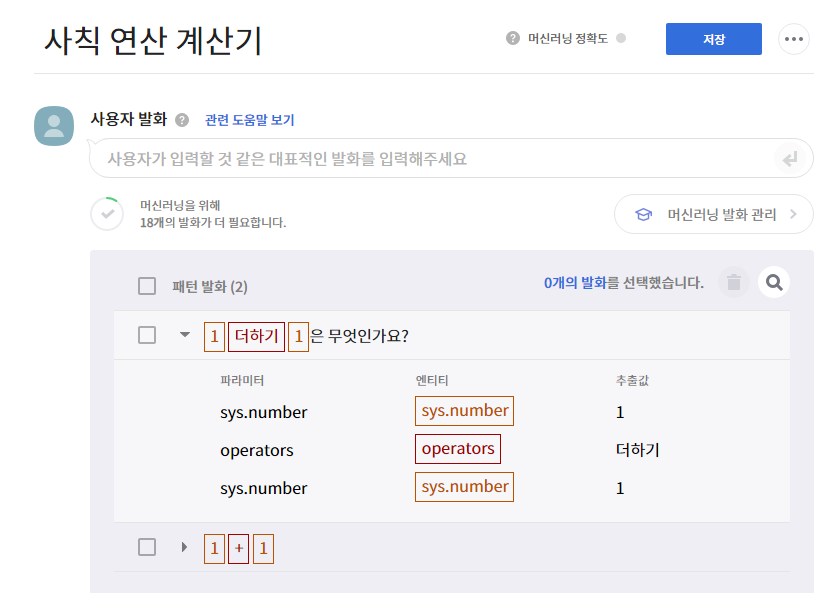 사칙 연산 계산기
? 머신러닝 정확도
저장
사용자 발화 ? 관련 도움말 보기
사용자가 입력할 것 같은 대표적인 발화를 입력해주세요
머신러닝을 위해
18개의 발화가 더 필요합니다.
머신러닝 발화 관리
패턴 발화 (2)
0개의 발화를 선택했습니다.
1 더하기 1 은 무엇인가요?
파라미터 엔티티 추출값
sys.number sys.number 1
operators operators 더하기
sys.number sys.number 1
1 + 1